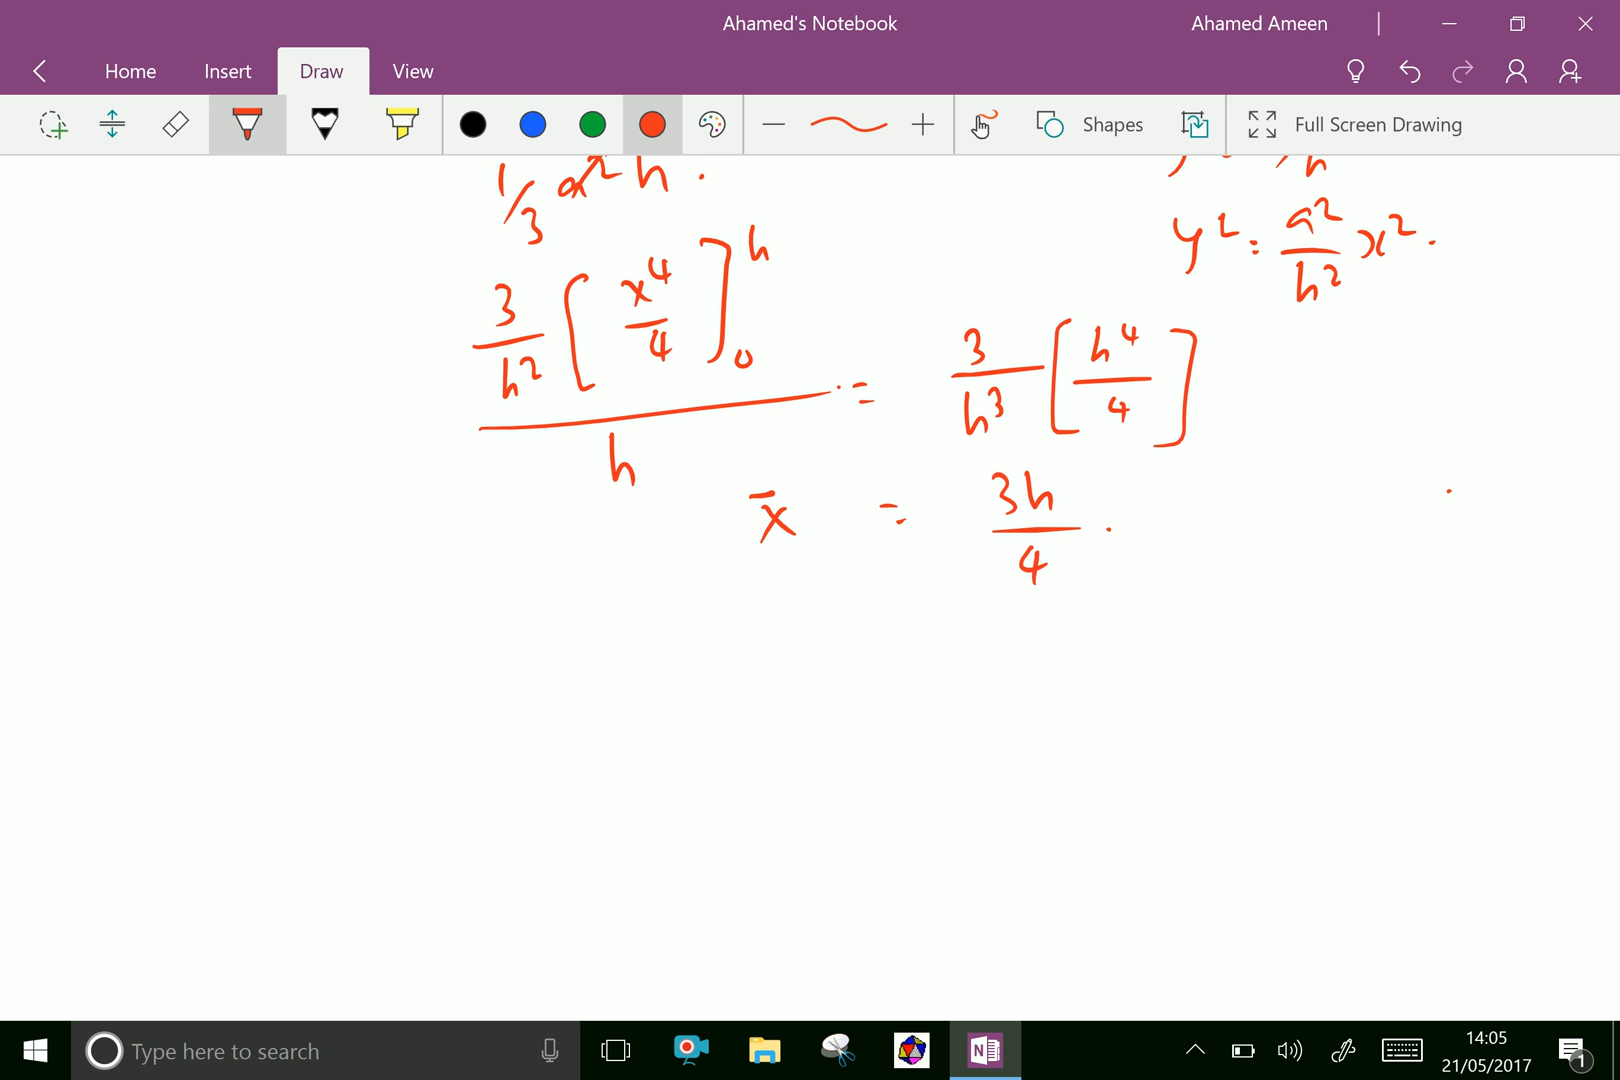 Ahamed's Notebook Ahamed Ameen
Home Insert Draw View
Shapes Full Screen Drawing
1/3 a² h .
y² = a²/h² x² .
3/h² [ x⁴/4 ]₀ʰ
/ h = 3/h³ [ h⁴/4 ]
x̄ = 3h/4 .
Type here to search
N
14:05
21/05/2017
1